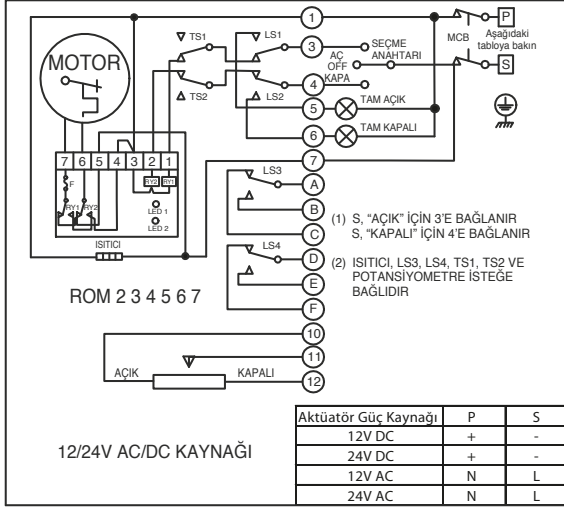 1
P
TS1
LS1
SEÇME
ANAHTARI
3
AÇ
OFF
KAPA
MCB
Aşağıdaki
tabloya bakın
S
MOTOR
4
TS2
LS2
5
TAM AÇIK
6
TAM KAPALI
7
7 6 5 4 3 2 1
F
RY2 RY1
RY1 RY2
LED 1
LED 2
LS3
A
B
C
(1) S, “AÇIK” İÇİN 3’E BAĞLANIR
S, “KAPALI” İÇİN 4’E BAĞLANIR
ISITICI
LS4
D
E
F
(2) ISITICI, LS3, LS4, TS1, TS2 VE
POTANSİYOMETRE İSTEĞE
BAĞLIDIR
ROM 2 3 4 5 6 7
10
11
12
AÇIK
KAPALI
12/24V AC/DC KAYNAĞI
Aktüatör Güç Kaynağı P S
12V DC + -
24V DC + -
12V AC N L
24V AC N L